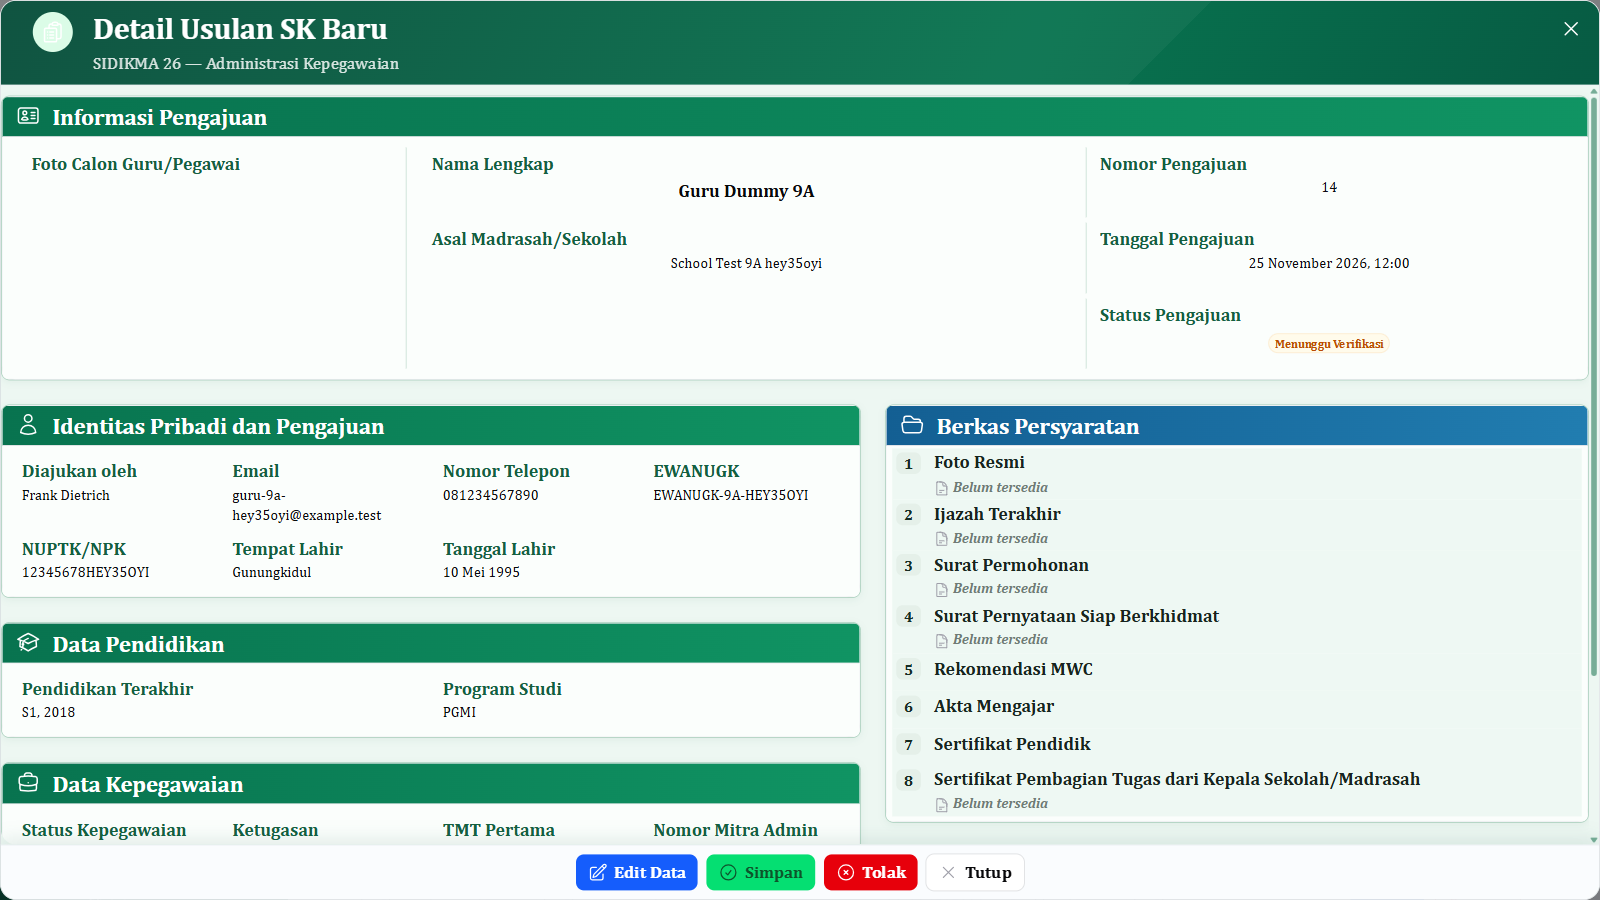 Detail Usulan SK Baru
SIDIKMA 26 — Administrasi Kepegawaian
Informasi Pengajuan
Foto Calon Guru/Pegawai
Nama Lengkap
Guru Dummy 9A
Asal Madrasah/Sekolah
School Test 9A hey35oyi
Nomor Pengajuan
14
Tanggal Pengajuan
25 November 2026, 12:00
Status Pengajuan
Menunggu Verifikasi
Identitas Pribadi dan Pengajuan
Diajukan oleh
Frank Dietrich
Email
guru-9a-
hey35oyi@example.test
Nomor Telepon
081234567890
EWANUGK
EWANUGK-9A-HEY35OYI
NUPTK/NPK
12345678HEY35OYI
Tempat Lahir
Gunungkidul
Tanggal Lahir
10 Mei 1995
Data Pendidikan
Pendidikan Terakhir
S1, 2018
Program Studi
PGMI
Data Kepegawaian
Status Kepegawaian
Ketugasan
TMT Pertama
Nomor Mitra Admin
Berkas Persyaratan
1 Foto Resmi
Belum tersedia
2 Ijazah Terakhir
Belum tersedia
3 Surat Permohonan
Belum tersedia
4 Surat Pernyataan Siap Berkhidmat
Belum tersedia
5 Rekomendasi MWC
6 Akta Mengajar
7 Sertifikat Pendidik
8 Sertifikat Pembagian Tugas dari Kepala Sekolah/Madrasah
Belum tersedia
Edit Data
Simpan
Tolak
Tutup